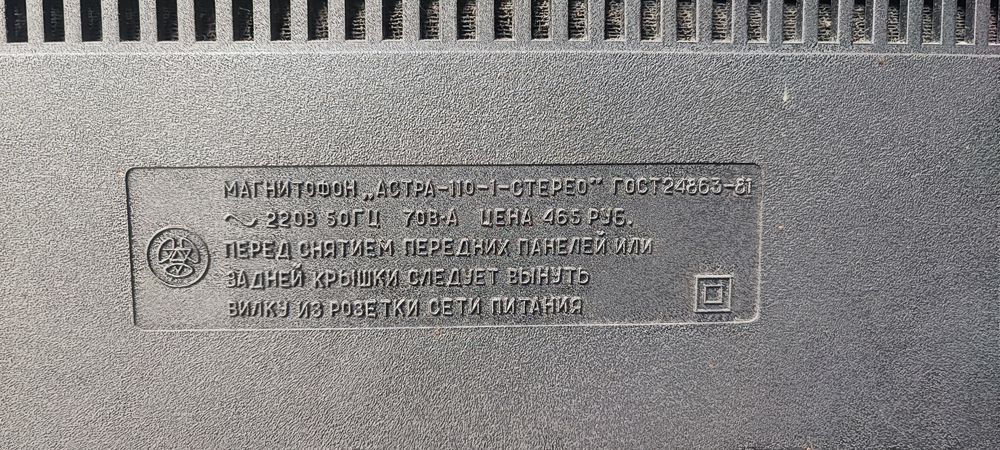 МАГНИТОФОН „АСТРА-110-1-СТЕРЕО" ГОСТ24863-81
~ 220В 50ГЦ 70В·А ЦЕНА 465 РУБ.
ПЕРЕД СНЯТИЕМ ПЕРЕДНИХ ПАНЕЛЕЙ ИЛИ
ЗАДНЕЙ КРЫШКИ СЛЕДУЕТ ВЫНУТЬ
ВИЛКУ ИЗ РОЗЕТКИ СЕТИ ПИТАНИЯ